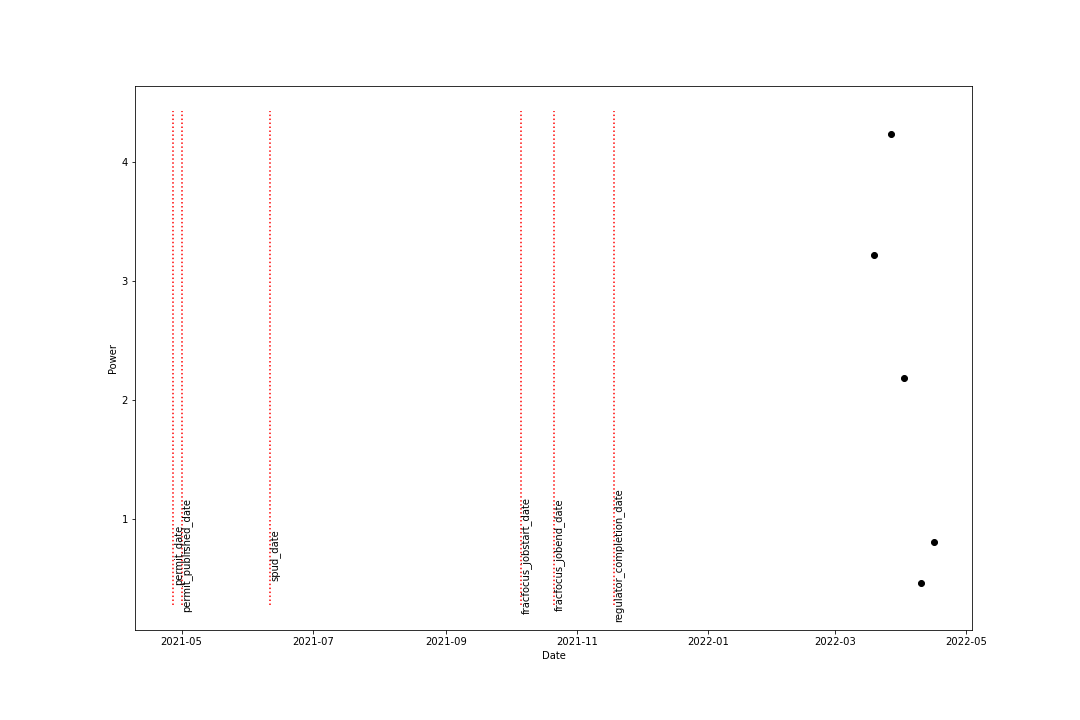 4
3
2
1
Power
permit_date
permit_published_date
spud_date
fracfocus_jobstart_date
fracfocus_jobend_date
regulator_completion_date
2021-05
2021-07
2021-09
2021-11
2022-01
2022-03
2022-05
Date